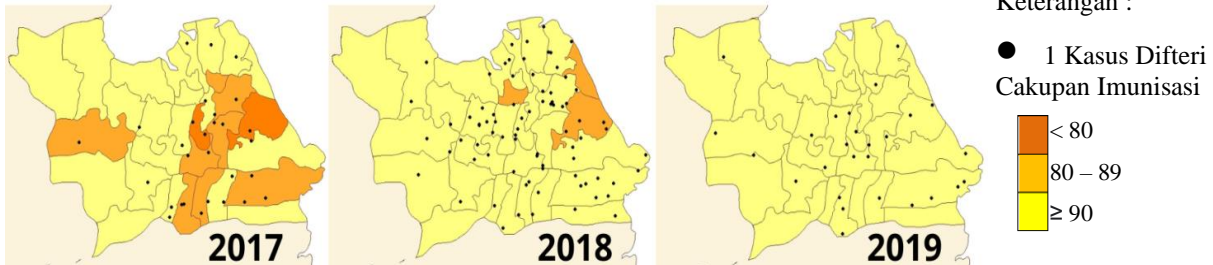 Keterangan :
1 Kasus Difteri
Cakupan Imunisasi
< 80
80 – 89
≥ 90
2017
2018
2019